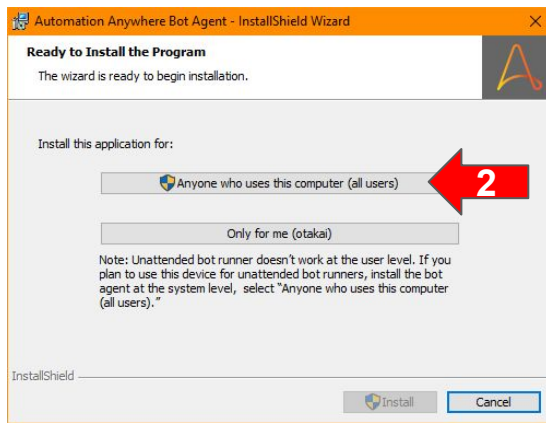 Automation Anywhere Bot Agent - InstallShield Wizard
Ready to Install the Program
The wizard is ready to begin installation.
Install this application for:
Anyone who uses this computer (all users)
2
Only for me (otakai)
Note: Unattended bot runner doesn't work at the user level. If you
plan to use this device for unattended bot runners, install the bot
agent at the system level, select "Anyone who uses this computer
(all users)."
InstallShield
Install
Cancel